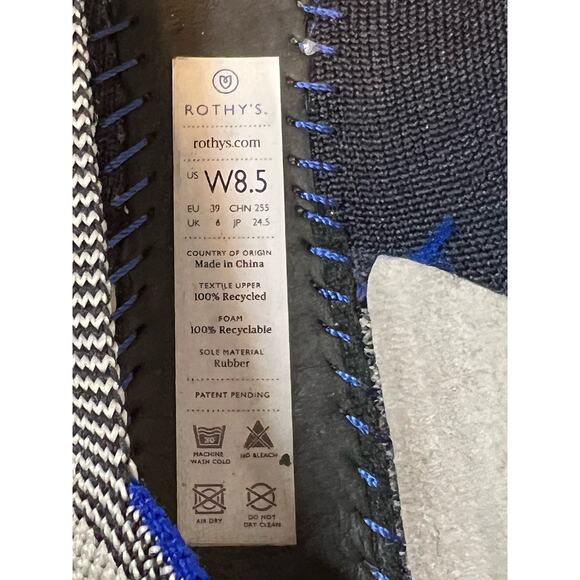 ROTHY'S.
rothys.com
US W8.5
EU 39 CHN 255
UK 6 JP 24.5
COUNTRY OF ORIGIN
Made in China
TEXTILE UPPER
100% Recycled
FOAM
100% Recyclable
SOLE MATERIAL
Rubber
PATENT PENDING
30
MACHINE WASH COLD
NO BLEACH
AIR DRY
DO NOT DRY CLEAN